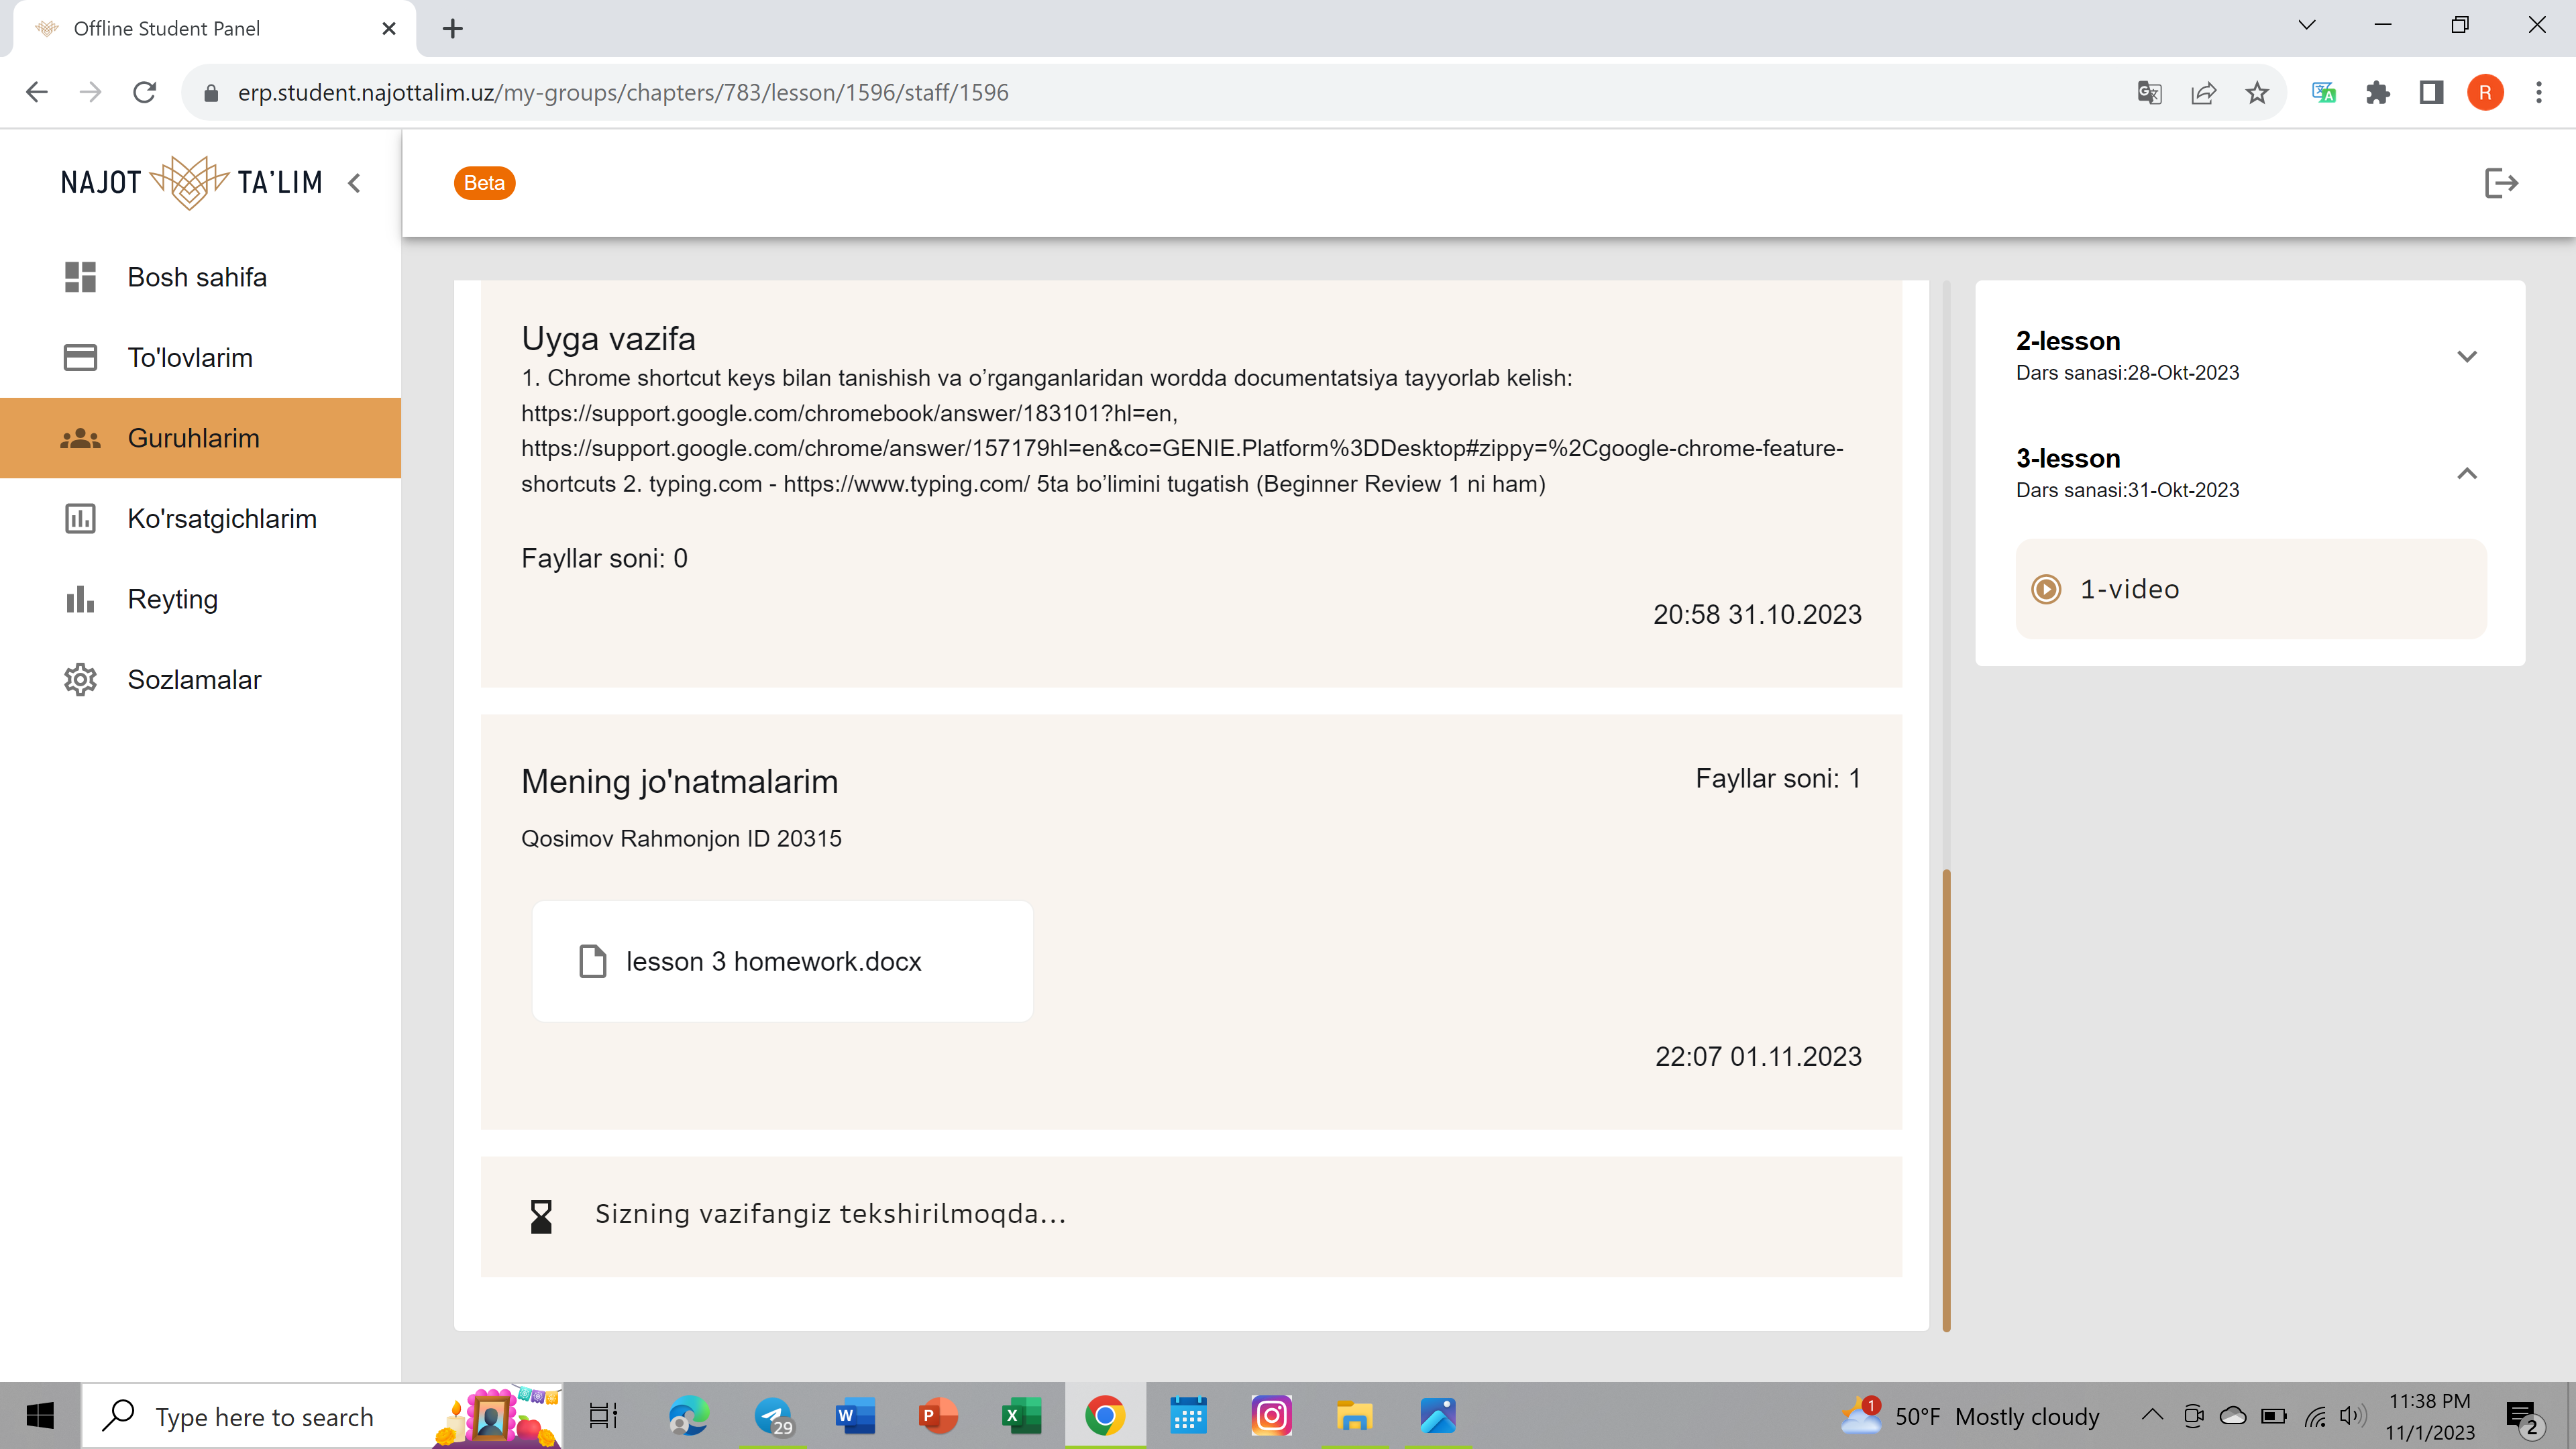 Offline Student Panel
erp.student.najottalim.uz/my-groups/chapters/783/lesson/1596/staff/1596
R
NAJOT TA’LIM
Beta
Bosh sahifa
To'lovlarim
Guruhlarim
Ko'rsatgichlarim
Reyting
Sozlamalar
Uyga vazifa
1. Chrome shortcut keys bilan tanishish va o’rganganlaridan wordda documentatsiya tayyorlab kelish:
https://support.google.com/chromebook/answer/183101?hl=en,
https://support.google.com/chrome/answer/157179hl=en&co=GENIE.Platform%3DDesktop#zippy=%2Cgoogle-chrome-feature-
shortcuts 2. typing.com - https://www.typing.com/ 5ta bo’limini tugatish (Beginner Review 1 ni ham)
Fayllar soni: 0
20:58 31.10.2023
Mening jo'natmalarim
Fayllar soni: 1
Qosimov Rahmonjon ID 20315
lesson 3 homework.docx
22:07 01.11.2023
Sizning vazifangiz tekshirilmoqda...
2-lesson
Dars sanasi:28-Okt-2023
3-lesson
Dars sanasi:31-Okt-2023
1-video
Type here to search
29
W
P
X
1
50°F Mostly cloudy
11:38 PM
11/1/2023
2